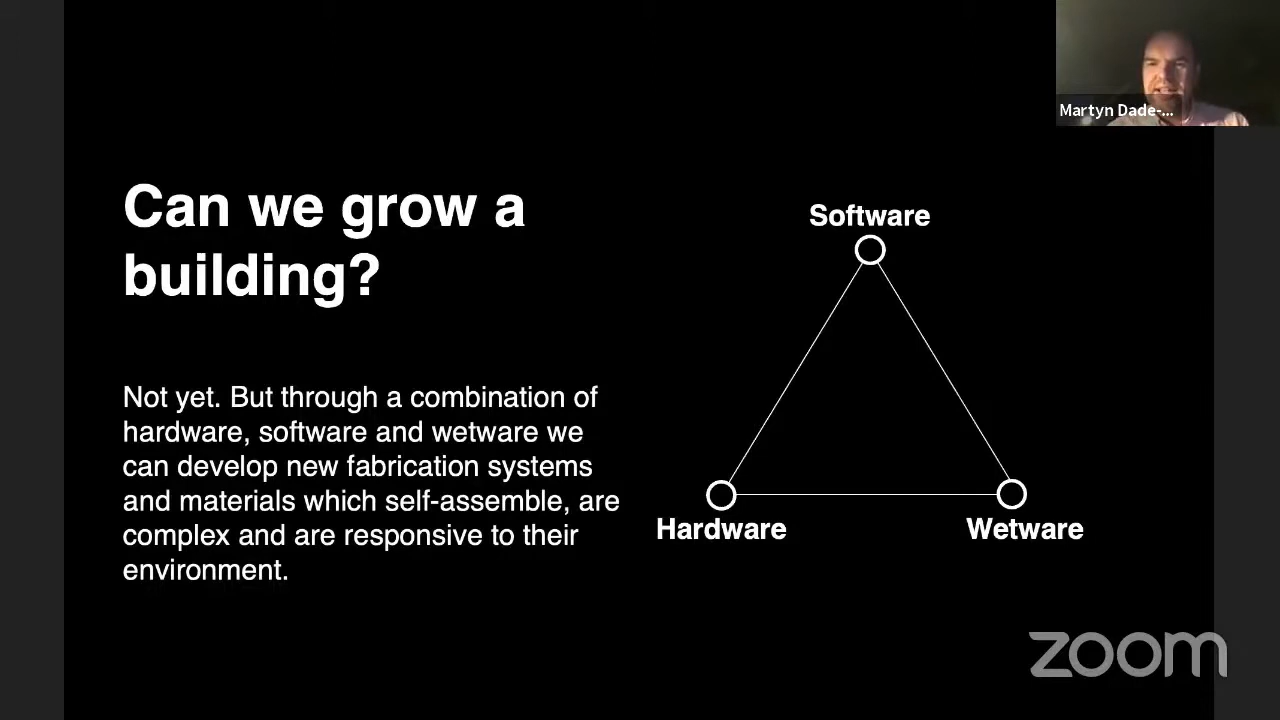 Martyn Dade-...
Can we grow a
building?
Software
Not yet. But through a combination of
hardware, software and wetware we
can develop new fabrication systems
and materials which self-assemble, are
complex and are responsive to their
environment.
Hardware
Wetware
zoom